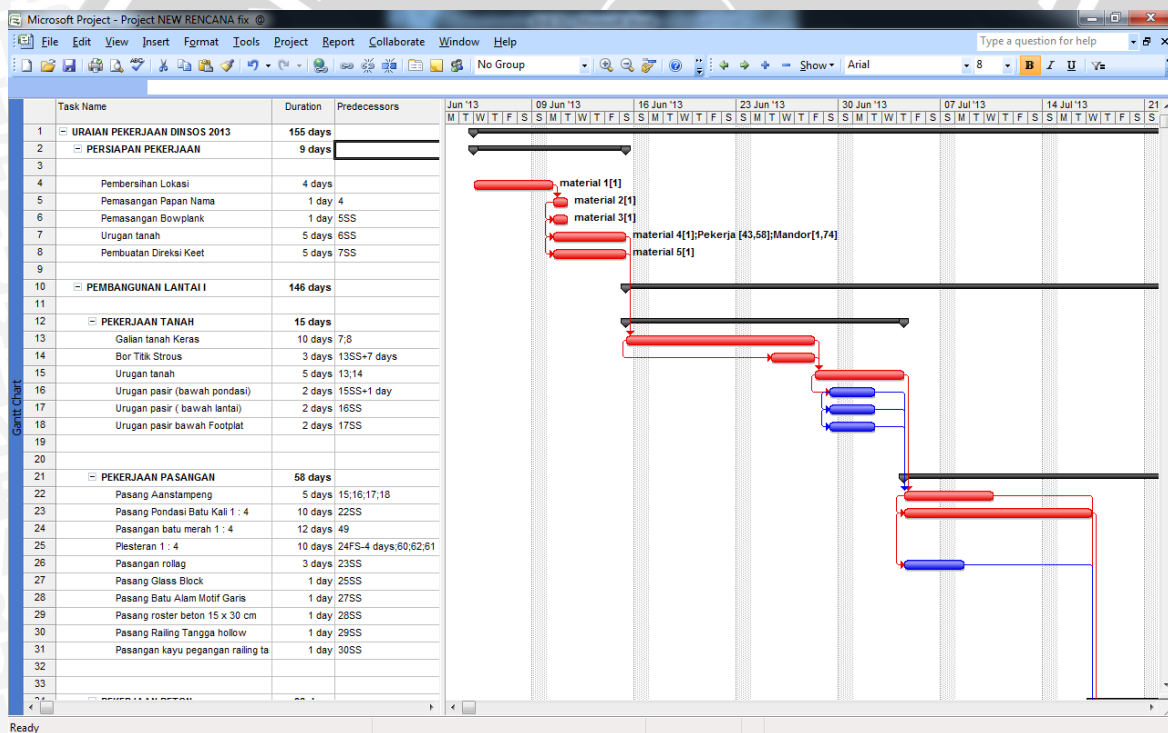 Microsoft Project - Project NEW RENCANA fix @
File Edit View Insert Format Tools Project Report Collaborate Window Help Type a question for help
No Group Show Arial 8 B I U
Task Name Duration Predecessors Jun '13 09 Jun '13 16 Jun '13 23 Jun '13 30 Jun '13 07 Jul '13 14 Jul '13 21
M T W T F S S M T W T F S S M T W T F S S M T W T F S S M T W T F S S M T W T F S S M T W T F S S
1 URAIAN PEKERJAAN DINSOS 2013 155 days
2 PERSIAPAN PEKERJAAN 9 days
3
4 Pembersihan Lokasi 4 days material 1[1]
5 Pemasangan Papan Nama 1 day 4 material 2[1]
6 Pemasangan Bowplank 1 day 5SS material 3[1]
7 Urugan tanah 5 days 6SS material 4[1];Pekerja [43,58];Mandor[1,74]
8 Pembuatan Direksi Keet 5 days 7SS material 5[1]
9
10 PEMBANGUNAN LANTAI I 146 days
11
12 PEKERJAAN TANAH 15 days
13 Galian tanah Keras 10 days 7;8
14 Bor Titik Strous 3 days 13SS+7 days
15 Urugan tanah 5 days 13;14
16 Urugan pasir (bawah pondasi) 2 days 15SS+1 day
17 Urugan pasir ( bawah lantai) 2 days 16SS
18 Urugan pasir bawah Footplat 2 days 17SS
19
20
21 PEKERJAAN PASANGAN 58 days
22 Pasang Aanstampeng 5 days 15;16;17;18
23 Pasang Pondasi Batu Kali 1 : 4 10 days 22SS
24 Pasangan batu merah 1 : 4 12 days 49
25 Plesteran 1 : 4 10 days 24FS-4 days;60;62;61
26 Pasangan rollag 3 days 23SS
27 Pasang Glass Block 1 day 25SS
28 Pasang Batu Alam Motif Garis 1 day 27SS
29 Pasang roster beton 15 x 30 cm 1 day 28SS
30 Pasang Railing Tangga hollow 1 day 29SS
31 Pasangan kayu pegangan railing ta 1 day 30SS
32
33
Gantt Chart
Ready